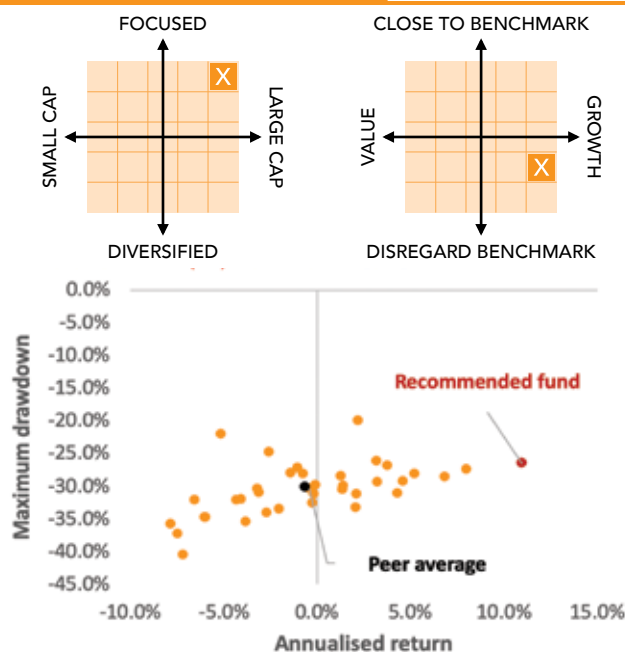 FOCUSED
SMALL CAP
X
LARGE CAP
DIVERSIFIED
CLOSE TO BENCHMARK
VALUE
X
GROWTH
DISREGARD BENCHMARK
0.0%
-5.0%
-10.0%
-15.0%
-20.0%
-25.0%
-30.0%
-35.0%
-40.0%
-45.0%
Maximum drawdown
Recommended fund
Peer average
-10.0%
-5.0%
0.0%
5.0%
10.0%
15.0%
Annualised return